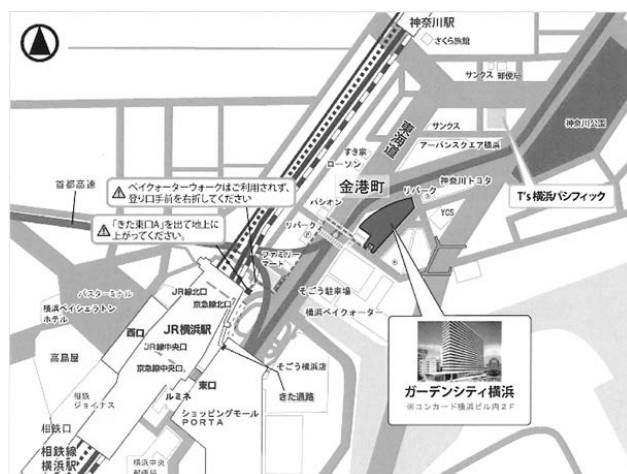 神奈川駅
さくら旅館
サンクス 郵便局
神奈川公園
東海道
サンクス
アーバンスクエア横浜
すき家
ローソン
首都高速
⚠ ベイクォーターウォークはご利用されず、
登り口手前を右折してください
金港町
神奈川トヨタ
リパーク
T's 横浜パシフィック
パシオン
YCS
⚠ 「きた東口A」を出て地上に
上がってください。
リパーク
ファミリー
マート
そごう駐車場
横浜ベイクォーター
JR線北口
京急線北口
バスターミナル
横浜ベイシェラトン
ホテル
西口
JR横浜駅
JR線中央口
京急線中央口
高島屋
東口
そごう横浜店
きた通路
ルミネ
相鉄
ジョイナス
ショッピングモール
PORTA
相鉄口
相鉄線
横浜駅
横浜中央
郵便局
ガーデンシティ横浜
※コンカード横浜ビル内2F